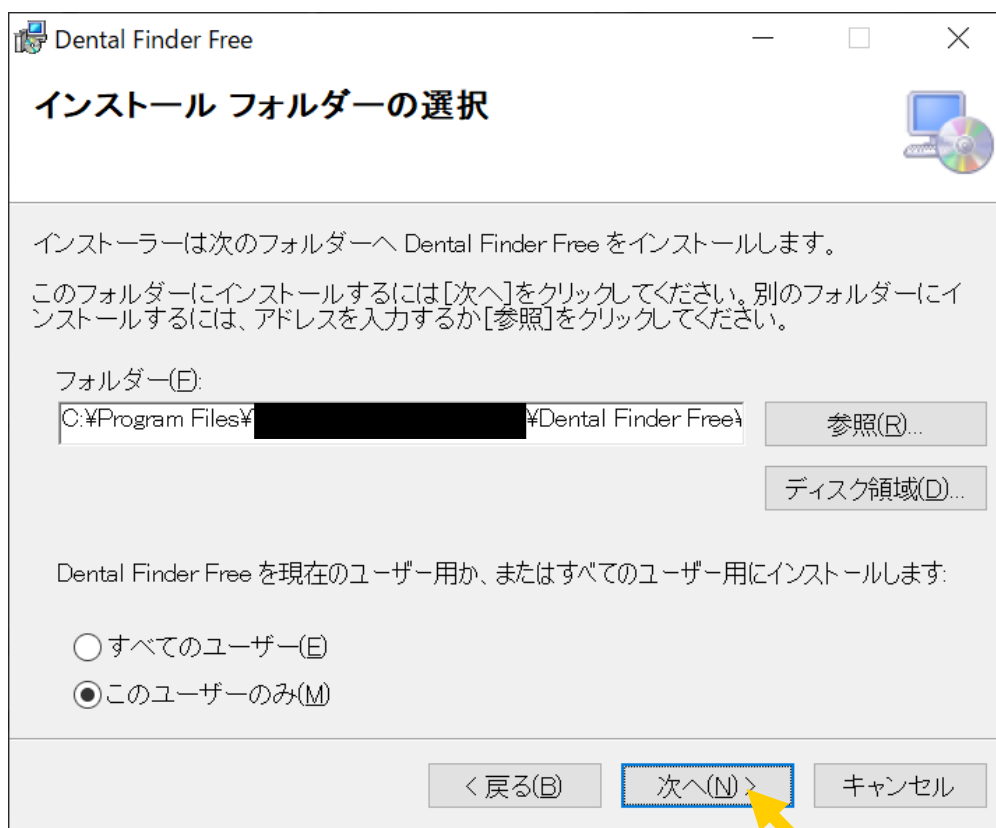 Dental Finder Free
インストール フォルダーの選択
インストーラーは次のフォルダーへ Dental Finder Free をインストールします。
このフォルダーにインストールするには[次へ]をクリックしてください。別のフォルダーにイ
ンストールするには、アドレスを入力するか[参照]をクリックしてください。
フォルダー(F):
C:¥Program Files¥ ¥Dental Finder Free¥
参照(R)...
ディスク領域(D)...
Dental Finder Free を現在のユーザー用か、またはすべてのユーザー用にインストールします:
すべてのユーザー(E)
このユーザーのみ(M)
< 戻る(B)
次へ(N) >
キャンセル